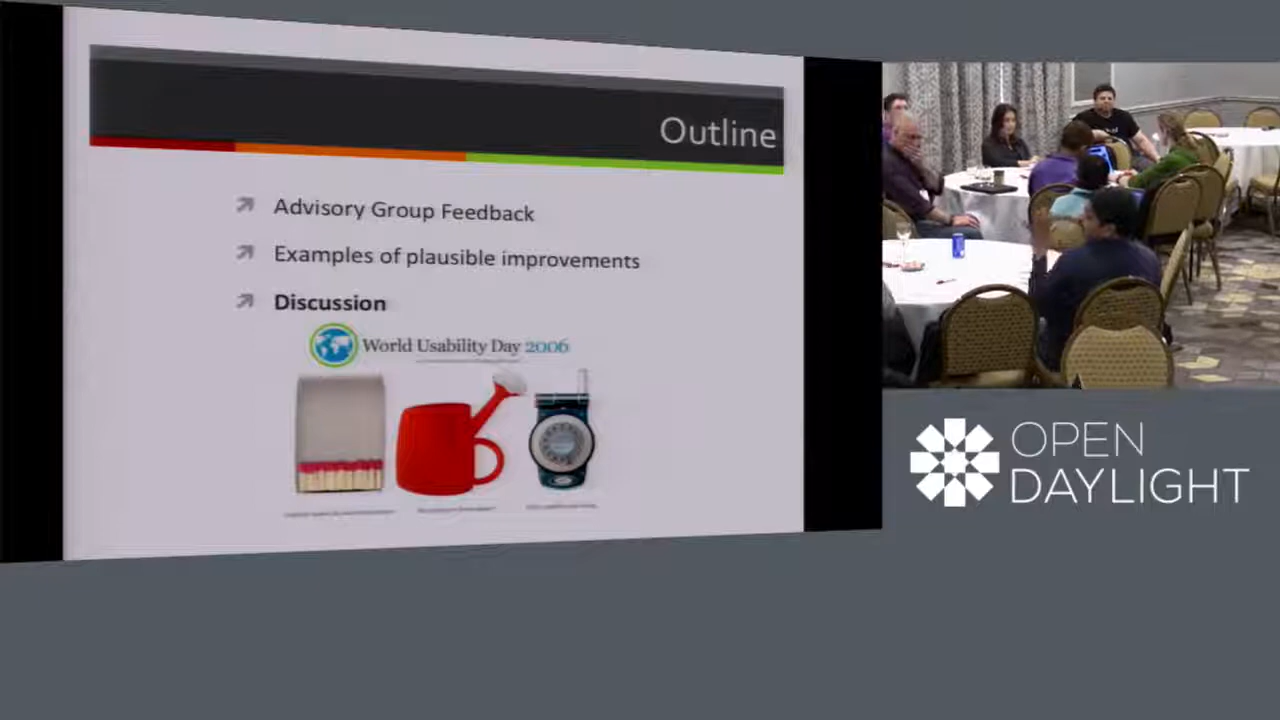 Outline
Advisory Group Feedback
Examples of plausible improvements
Discussion
World Usability Day 2006
OPEN
DAYLIGHT